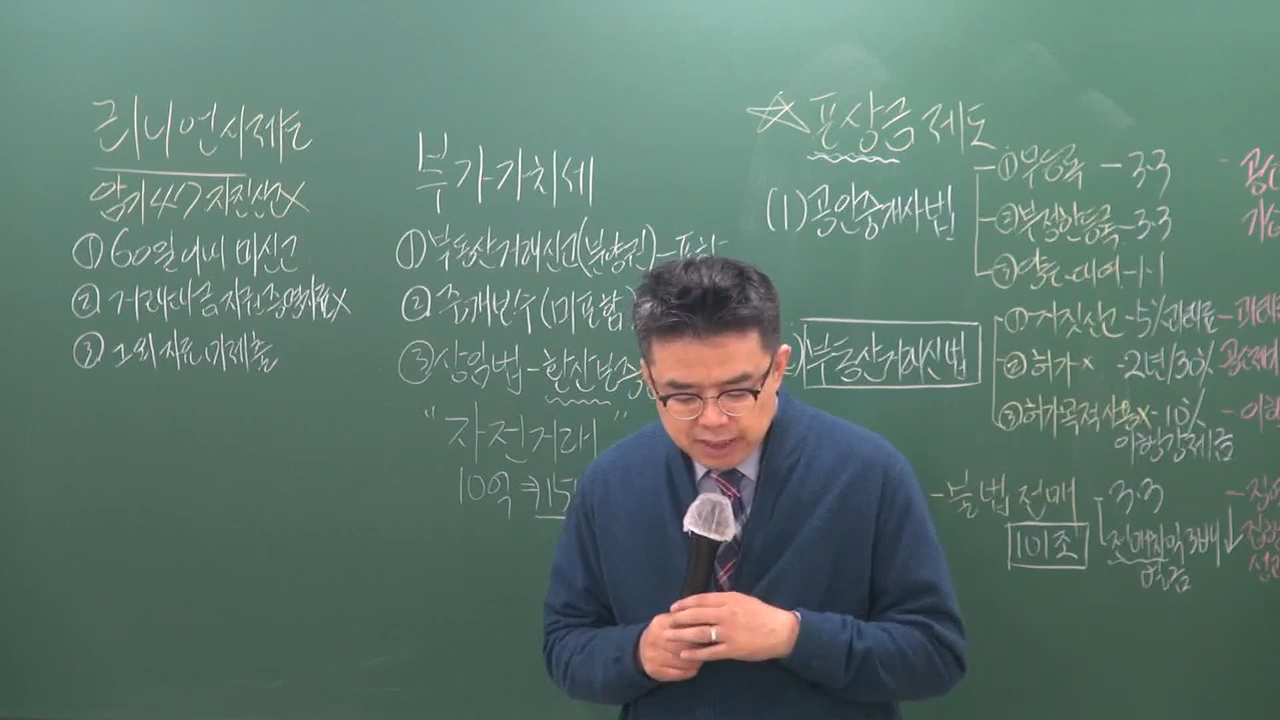 리니언시제도
암기 4·7 자진신고X
① 60일이내 미신고
② 거래대금지급증명자료X
③ 그외자료 미제출
부가가치세
① 부동산거래신고(분양권)-포함
② 중개보수(미포함)
③ 상임법-환산보증
"자전거래"
10억⇒15
☆포상금제도
(1)공인중개사법
①무등록 - 3·3
②부정한등록-3·3
③양도·대여-1·1
부동산거래신법
①거짓신고-5%과태료-과태
②허가X -2년/30%
③허가목적사용X-10%-이행
이행강제금
-불법전매 3·3
101조
전매차익3배↓
벌금